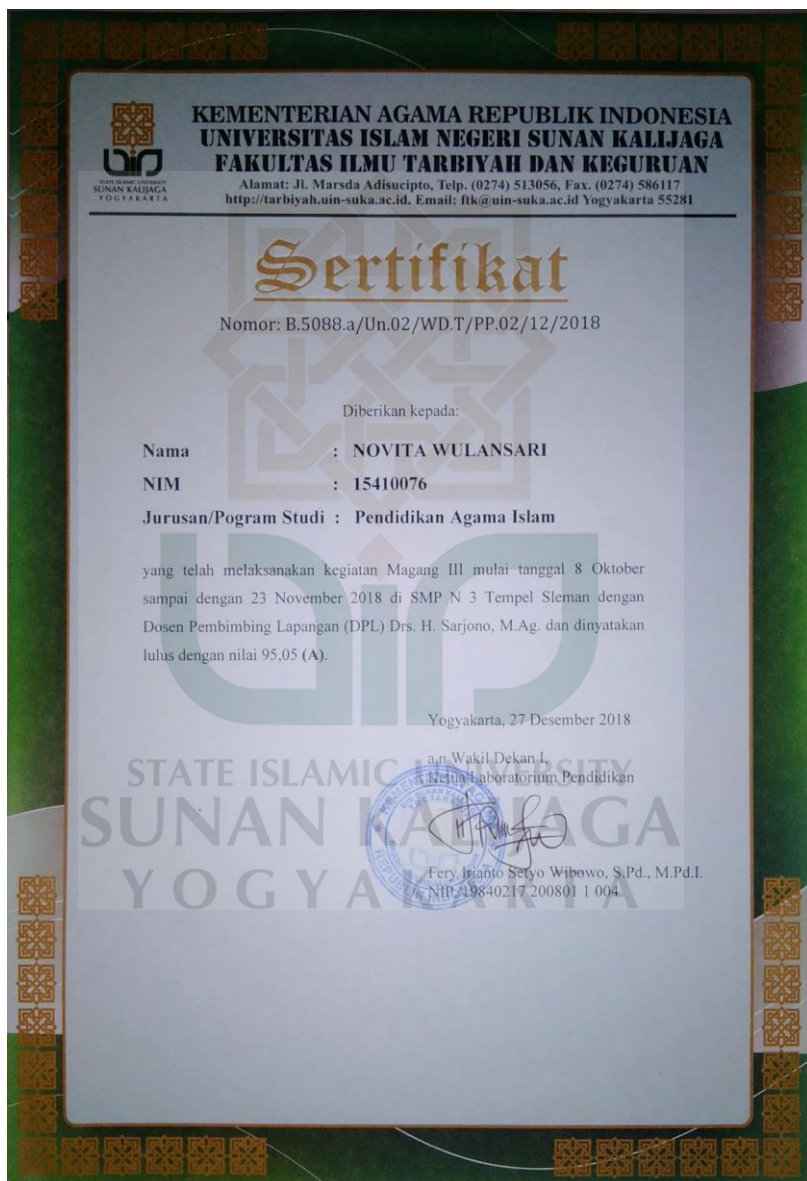 STATE ISLAMIC UNIVERSITY
SUNAN KALIJAGA
YOGYAKARTA
KEMENTERIAN AGAMA REPUBLIK INDONESIA
UNIVERSITAS ISLAM NEGERI SUNAN KALIJAGA
FAKULTAS ILMU TARBIYAH DAN KEGURUAN
Alamat: Jl. Marsda Adisucipto, Telp. (0274) 513056, Fax. (0274) 586117
http://tarbiyah.uin-suka.ac.id. Email: ftk@uin-suka.ac.id Yogyakarta 55281
Sertifikat
Nomor: B.5088.a/Un.02/WD.T/PP.02/12/2018
Diberikan kepada:
Nama : NOVITA WULANSARI
NIM : 15410076
Jurusan/Pogram Studi : Pendidikan Agama Islam
yang telah melaksanakan kegiatan Magang III mulai tanggal 8 Oktober
sampai dengan 23 November 2018 di SMP N 3 Tempel Sleman dengan
Dosen Pembimbing Lapangan (DPL) Drs. H. Sarjono, M.Ag. dan dinyatakan
lulus dengan nilai 95,05 (A).
Yogyakarta, 27 Desember 2018
a.n Wakil Dekan I,
Ketua Laboratorium Pendidikan
Fery Irianto Setyo Wibowo, S.Pd., M.Pd.I.
NIP. 19840217 200801 1 004
STATE ISLAMIC UNIVERSITY
SUNAN KALIJAGA
YOGYAKARTA